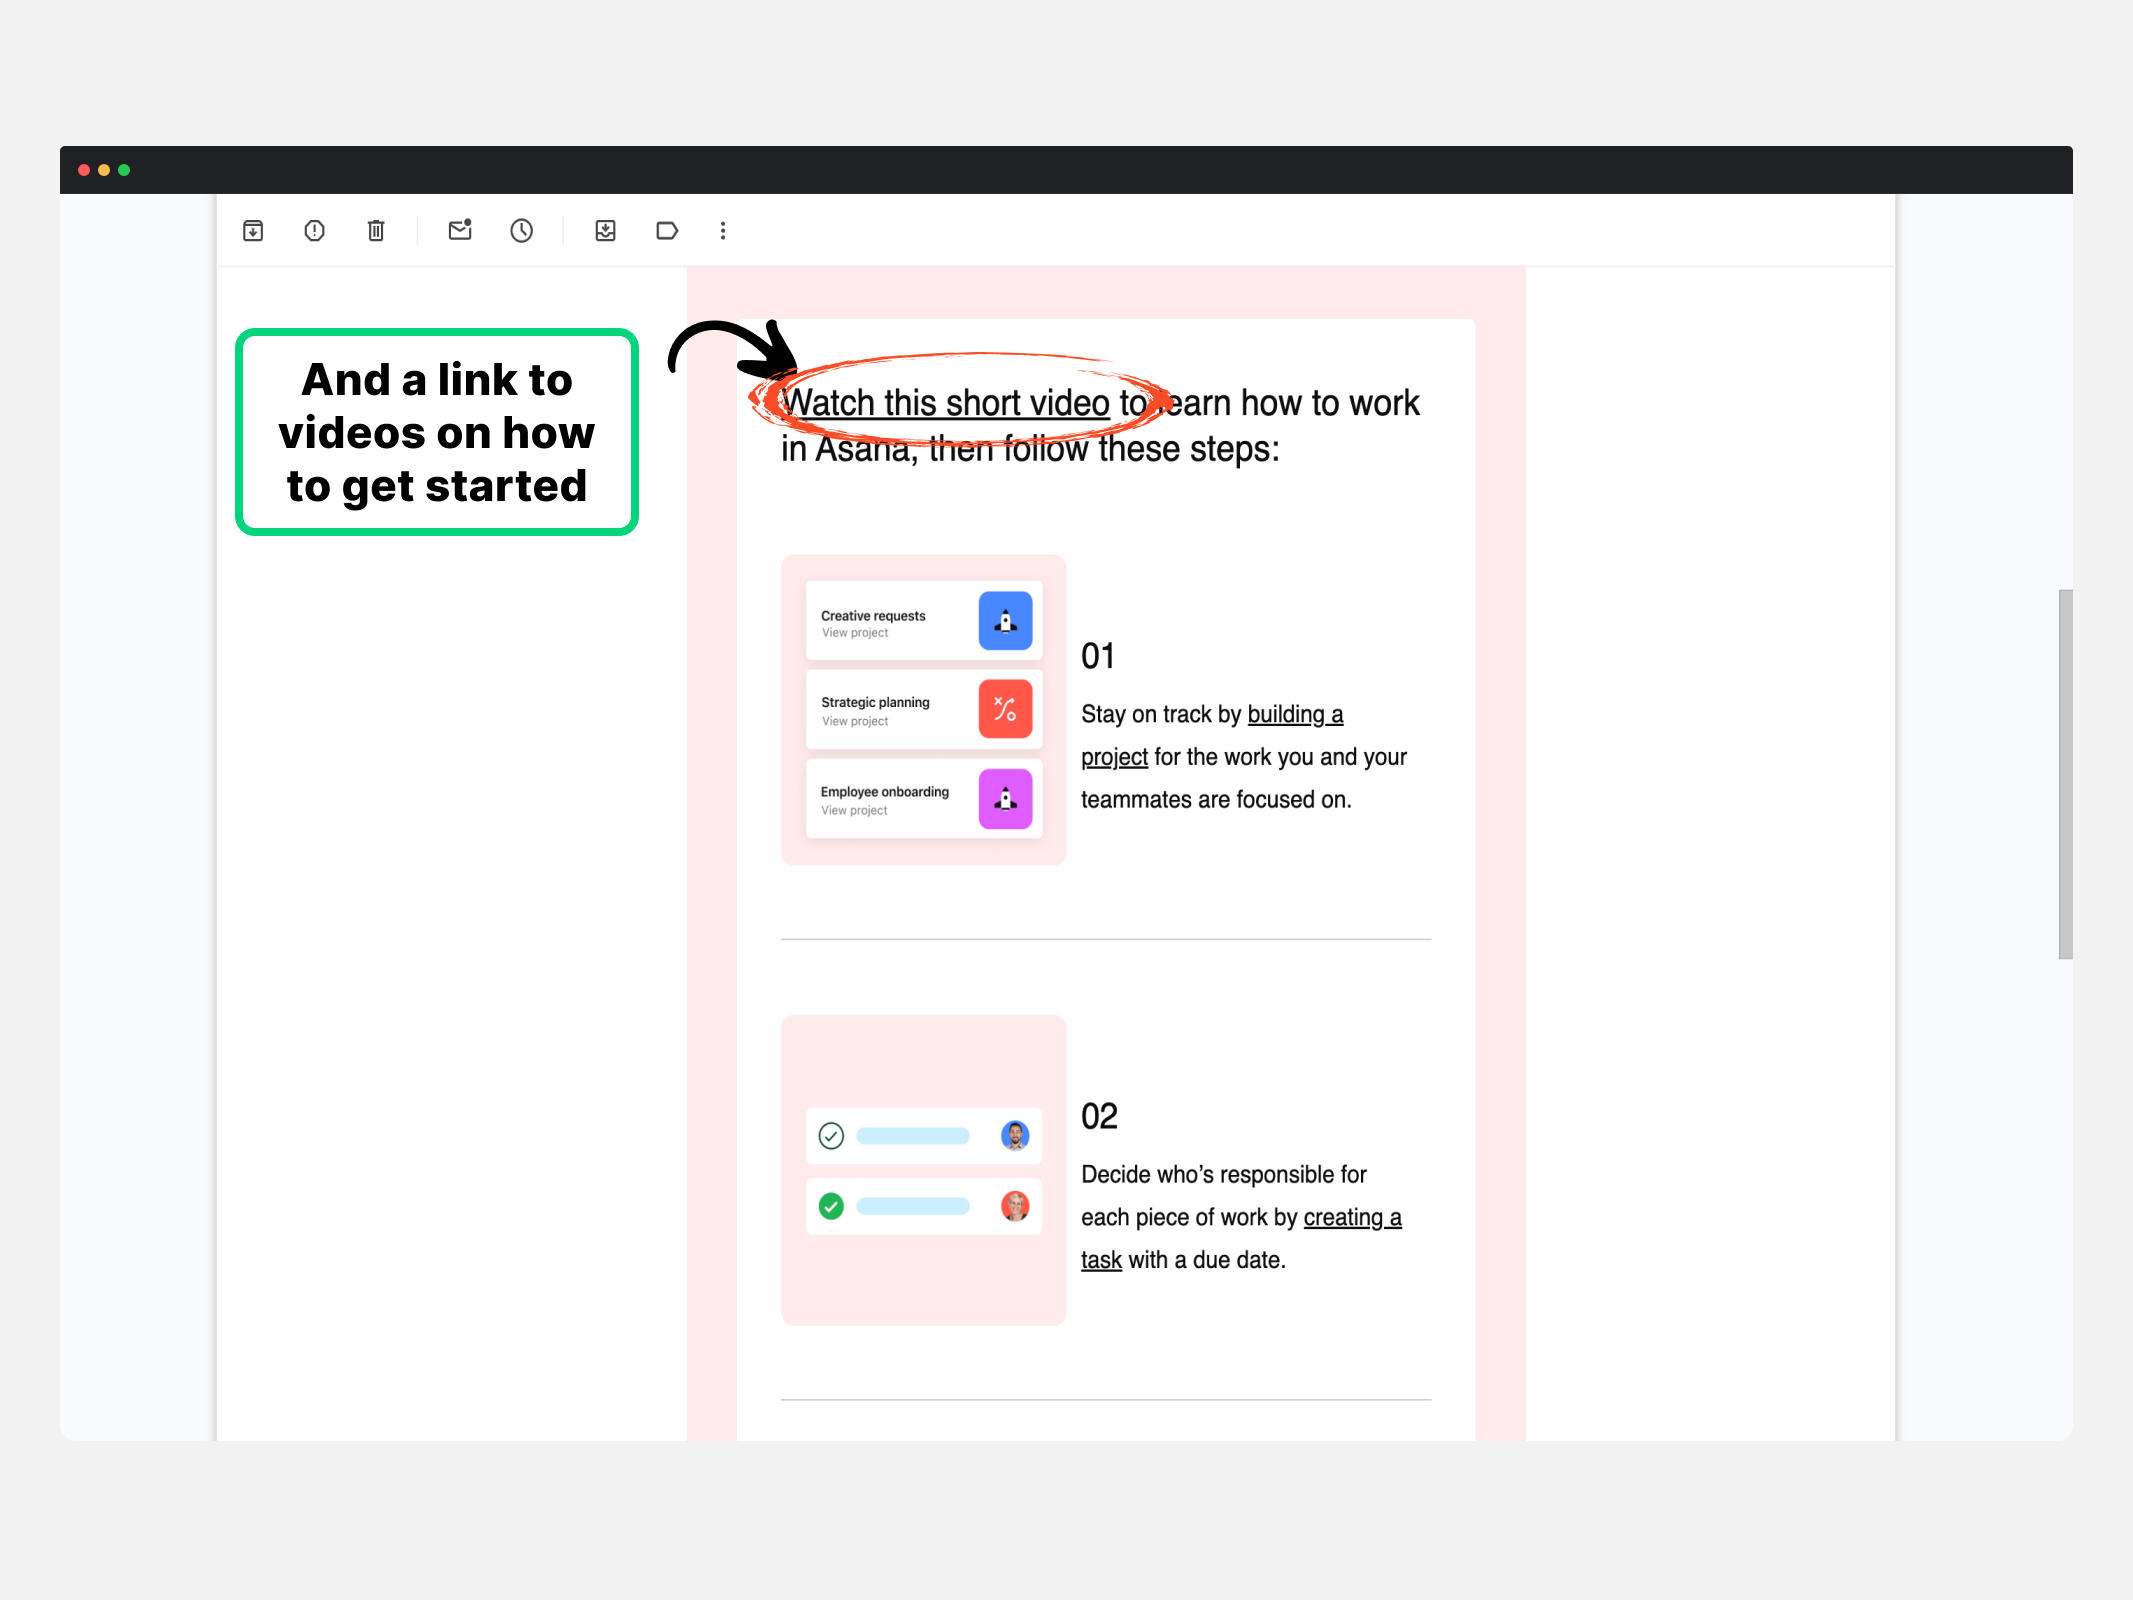 And a link to
videos on how
to get started
Watch this short video to learn how to work
in Asana, then follow these steps:
Creative requests
View project
Strategic planning
View project
Employee onboarding
View project
01
Stay on track by building a
project for the work you and your
teammates are focused on.
02
Decide who’s responsible for
each piece of work by creating a
task with a due date.